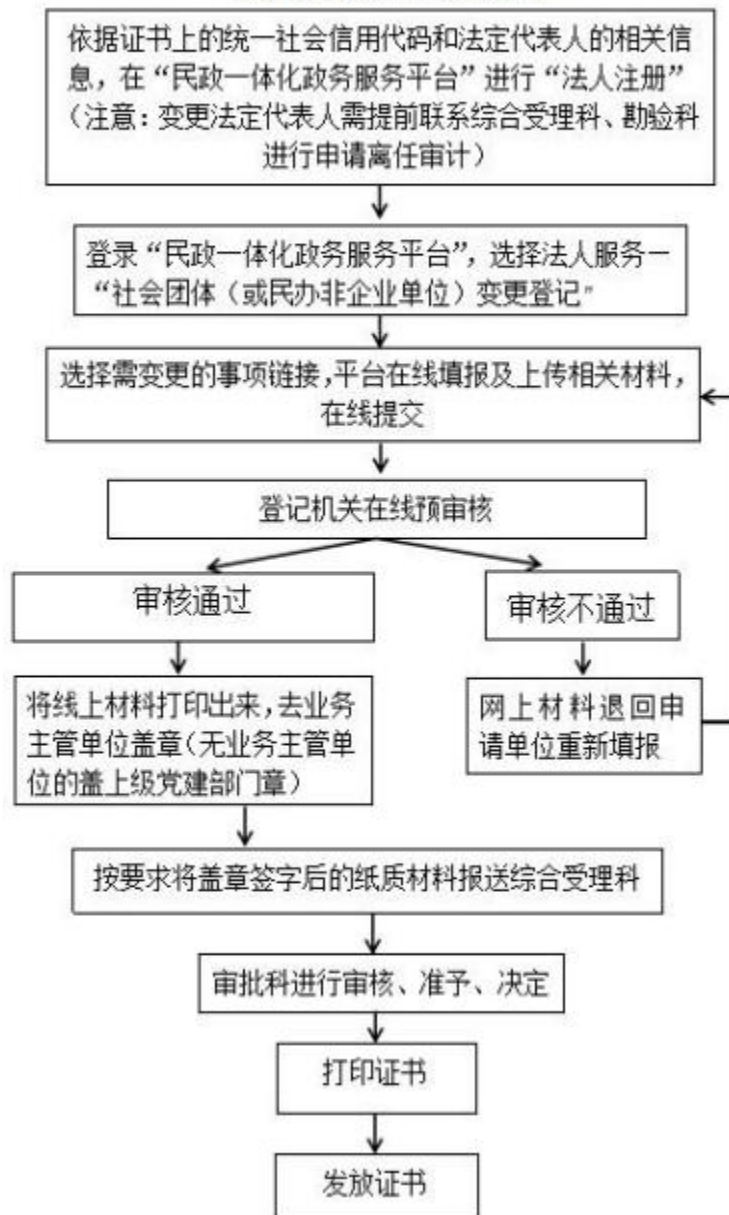 依据证书上的统一社会信用代码和法定代表人的相关信
息，在“民政一体化政务服务平台”进行“法人注册”
（注意：变更法定代表人需提前联系综合受理科、勘验科
进行申请离任审计）
登录“民政一体化政务服务平台”，选择法人服务—
“社会团体（或民办非企业单位）变更登记”
选择需变更的事项链接，平台在线填报及上传相关材料，
在线提交
登记机关在线预审核
审核通过
审核不通过
将线上材料打印出来，去业务
主管单位盖章（无业务主管单
位的盖上级党建部门章）
网上材料退回申
请单位重新填报
按要求将盖章签字后的纸质材料报送综合受理科
审批科进行审核、准予、决定
打印证书
发放证书